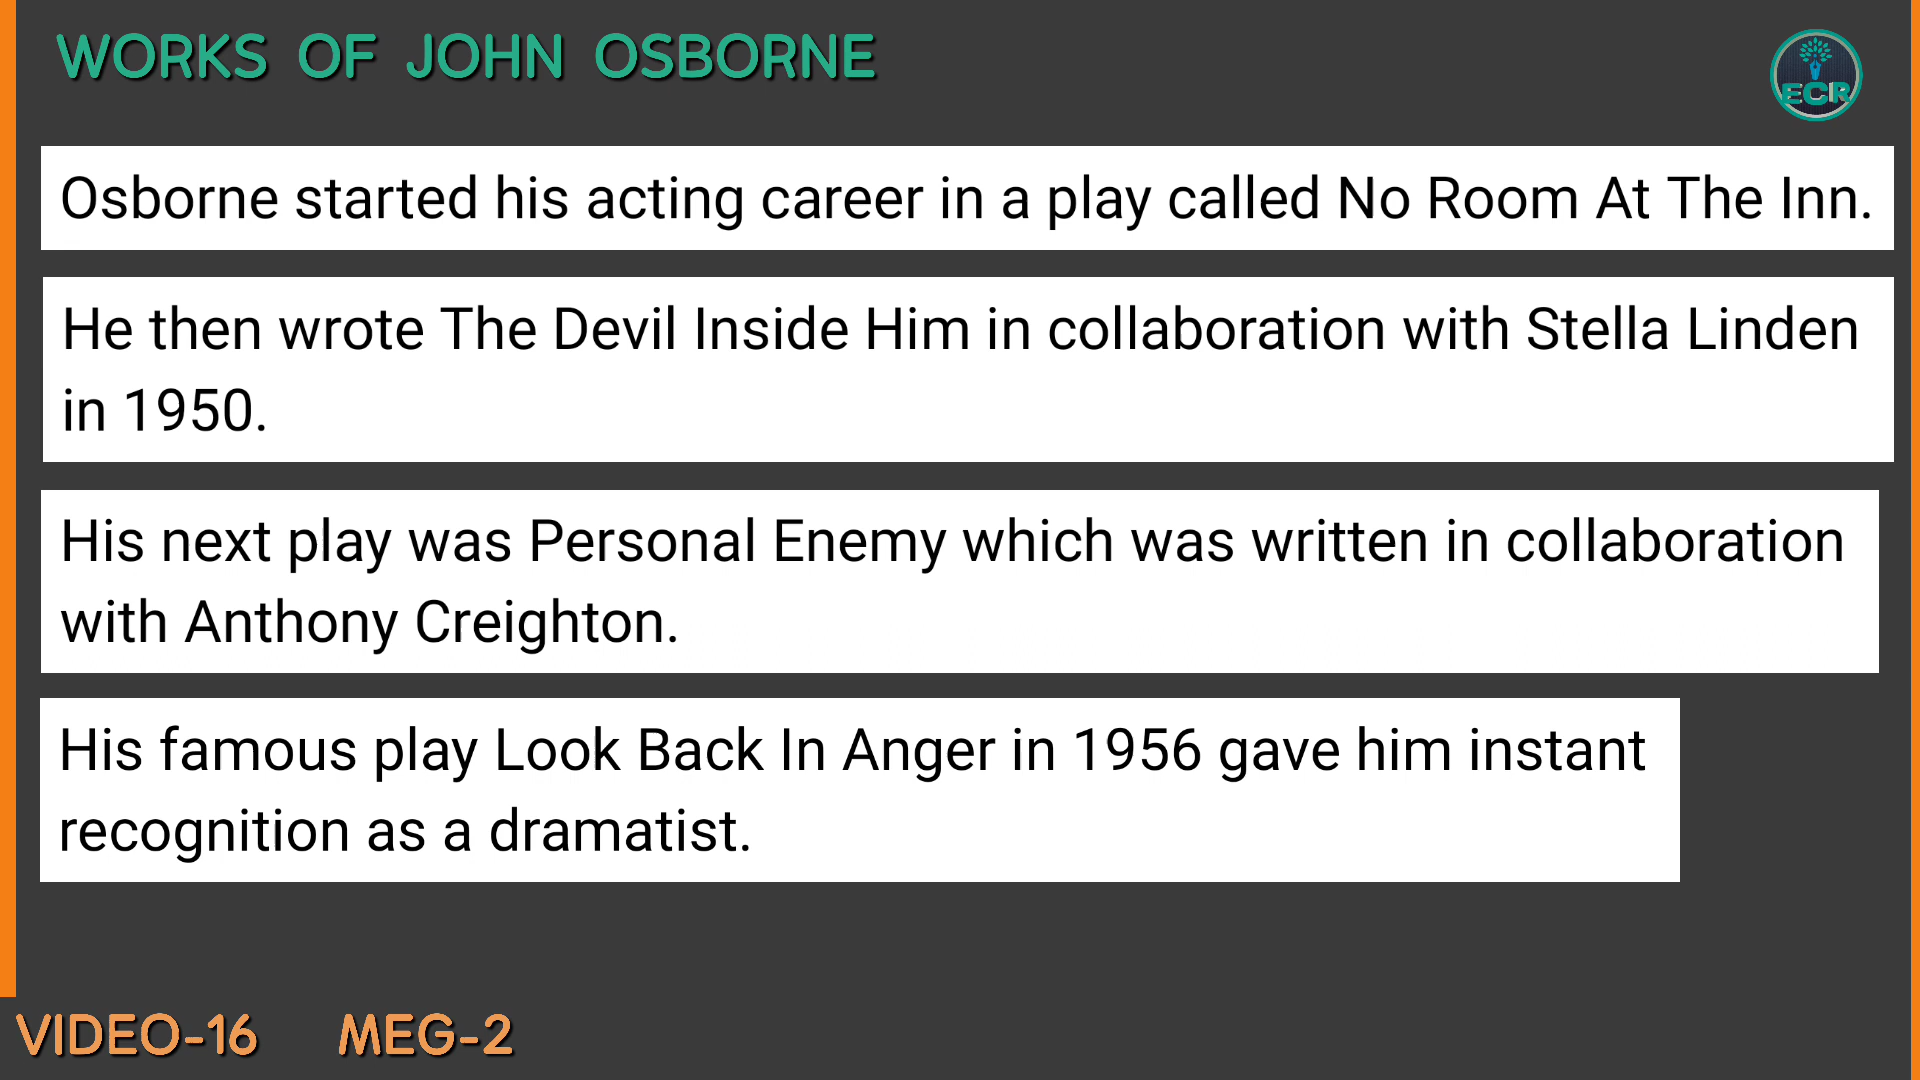 WORKS OF JOHN OSBORNE
ECR
Osborne started his acting career in a play called No Room At The Inn.
He then wrote The Devil Inside Him in collaboration with Stella Linden
in 1950.
His next play was Personal Enemy which was written in collaboration
with Anthony Creighton.
His famous play Look Back In Anger in 1956 gave him instant
recognition as a dramatist.
VIDEO-16 MEG-2